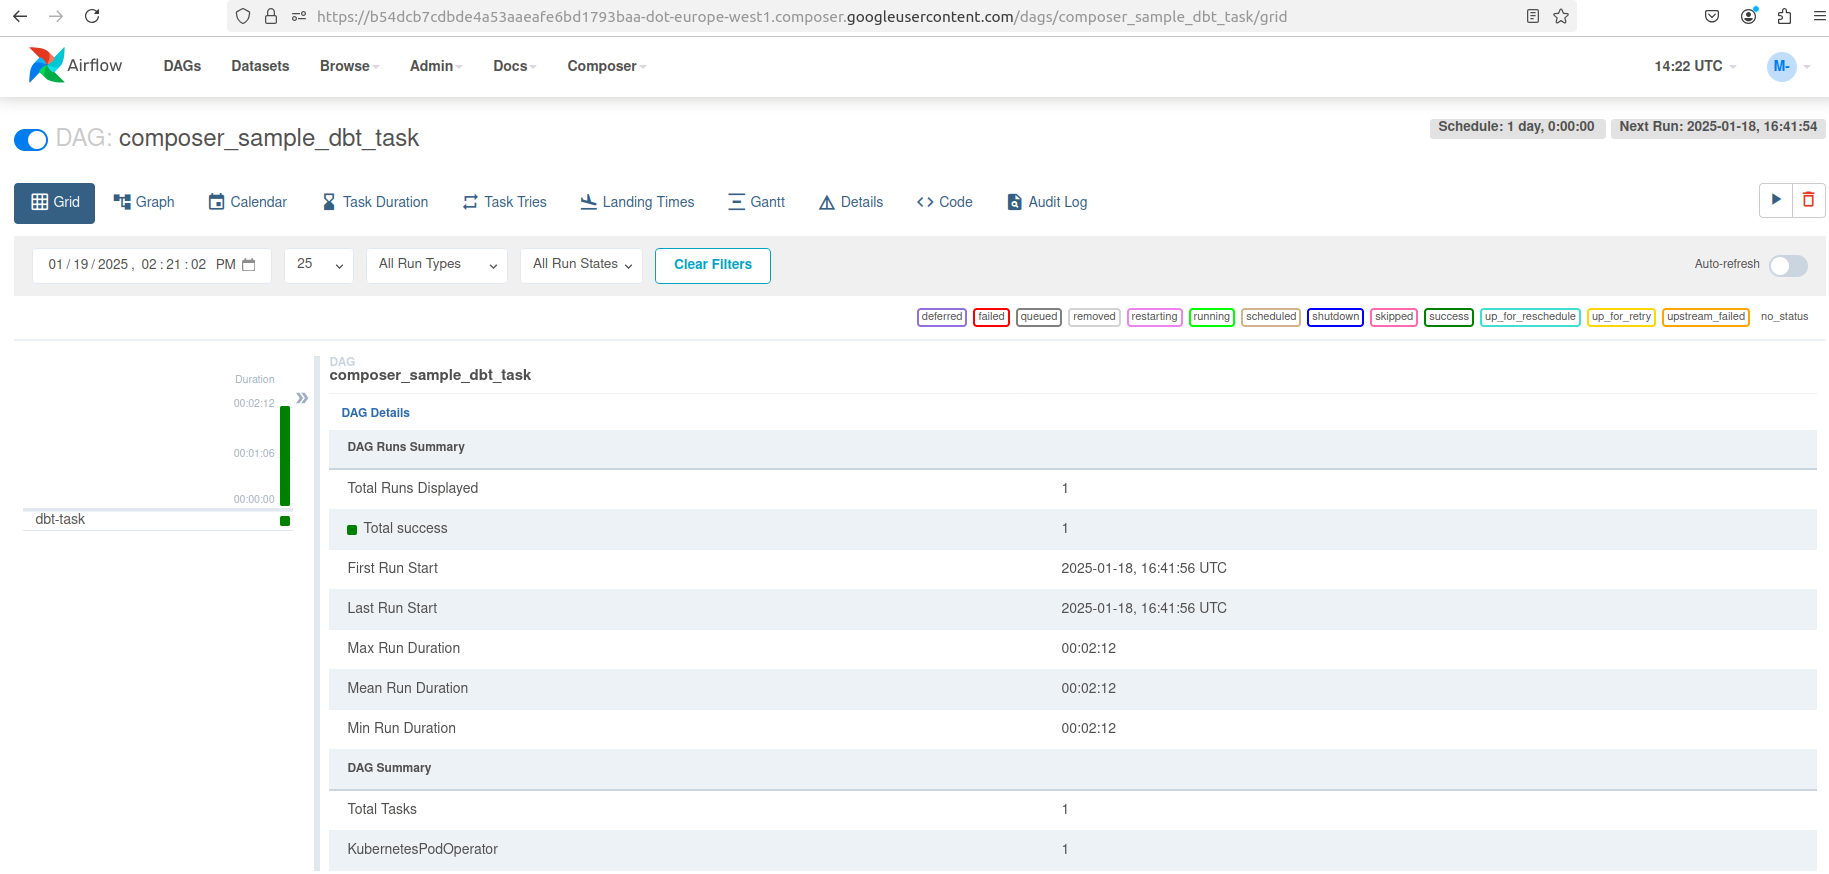 https://b54dcb7cdbde4a53aaeafe6bd1793baa-dot-europe-west1.composer.googleusercontent.com/dags/composer_sample_dbt_task/grid
Airflow DAGs Datasets Browse Admin Docs Composer 14:22 UTC M-
DAG: composer_sample_dbt_task Schedule: 1 day, 0:00:00 Next Run: 2025-01-18, 16:41:54
Grid Graph Calendar Task Duration Task Tries Landing Times Gantt Details Code Audit Log
01 / 19 / 2025 , 02 : 21 : 02 PM 25 All Run Types All Run States Clear Filters Auto-refresh
deferred failed queued removed restarting running scheduled shutdown skipped success up_for_reschedule up_for_retry upstream_failed no_status
Duration
00:02:12
00:01:06
00:00:00
dbt-task
DAG
composer_sample_dbt_task
DAG Details
DAG Runs Summary
Total Runs Displayed 1
Total success 1
First Run Start 2025-01-18, 16:41:56 UTC
Last Run Start 2025-01-18, 16:41:56 UTC
Max Run Duration 00:02:12
Mean Run Duration 00:02:12
Min Run Duration 00:02:12
DAG Summary
Total Tasks 1
KubernetesPodOperator 1